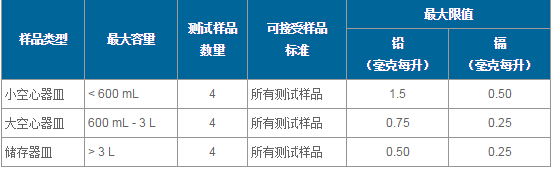 样品类型 最大容量 测试样品数量 可接受样品标准 最大限值
铅（毫克每升） 镉（毫克每升）
小空心器皿 < 600 mL 4 所有测试样品 1.5 0.50
大空心器皿 600 mL - 3 L 4 所有测试样品 0.75 0.25
储存器皿 > 3 L 4 所有测试样品 0.50 0.25